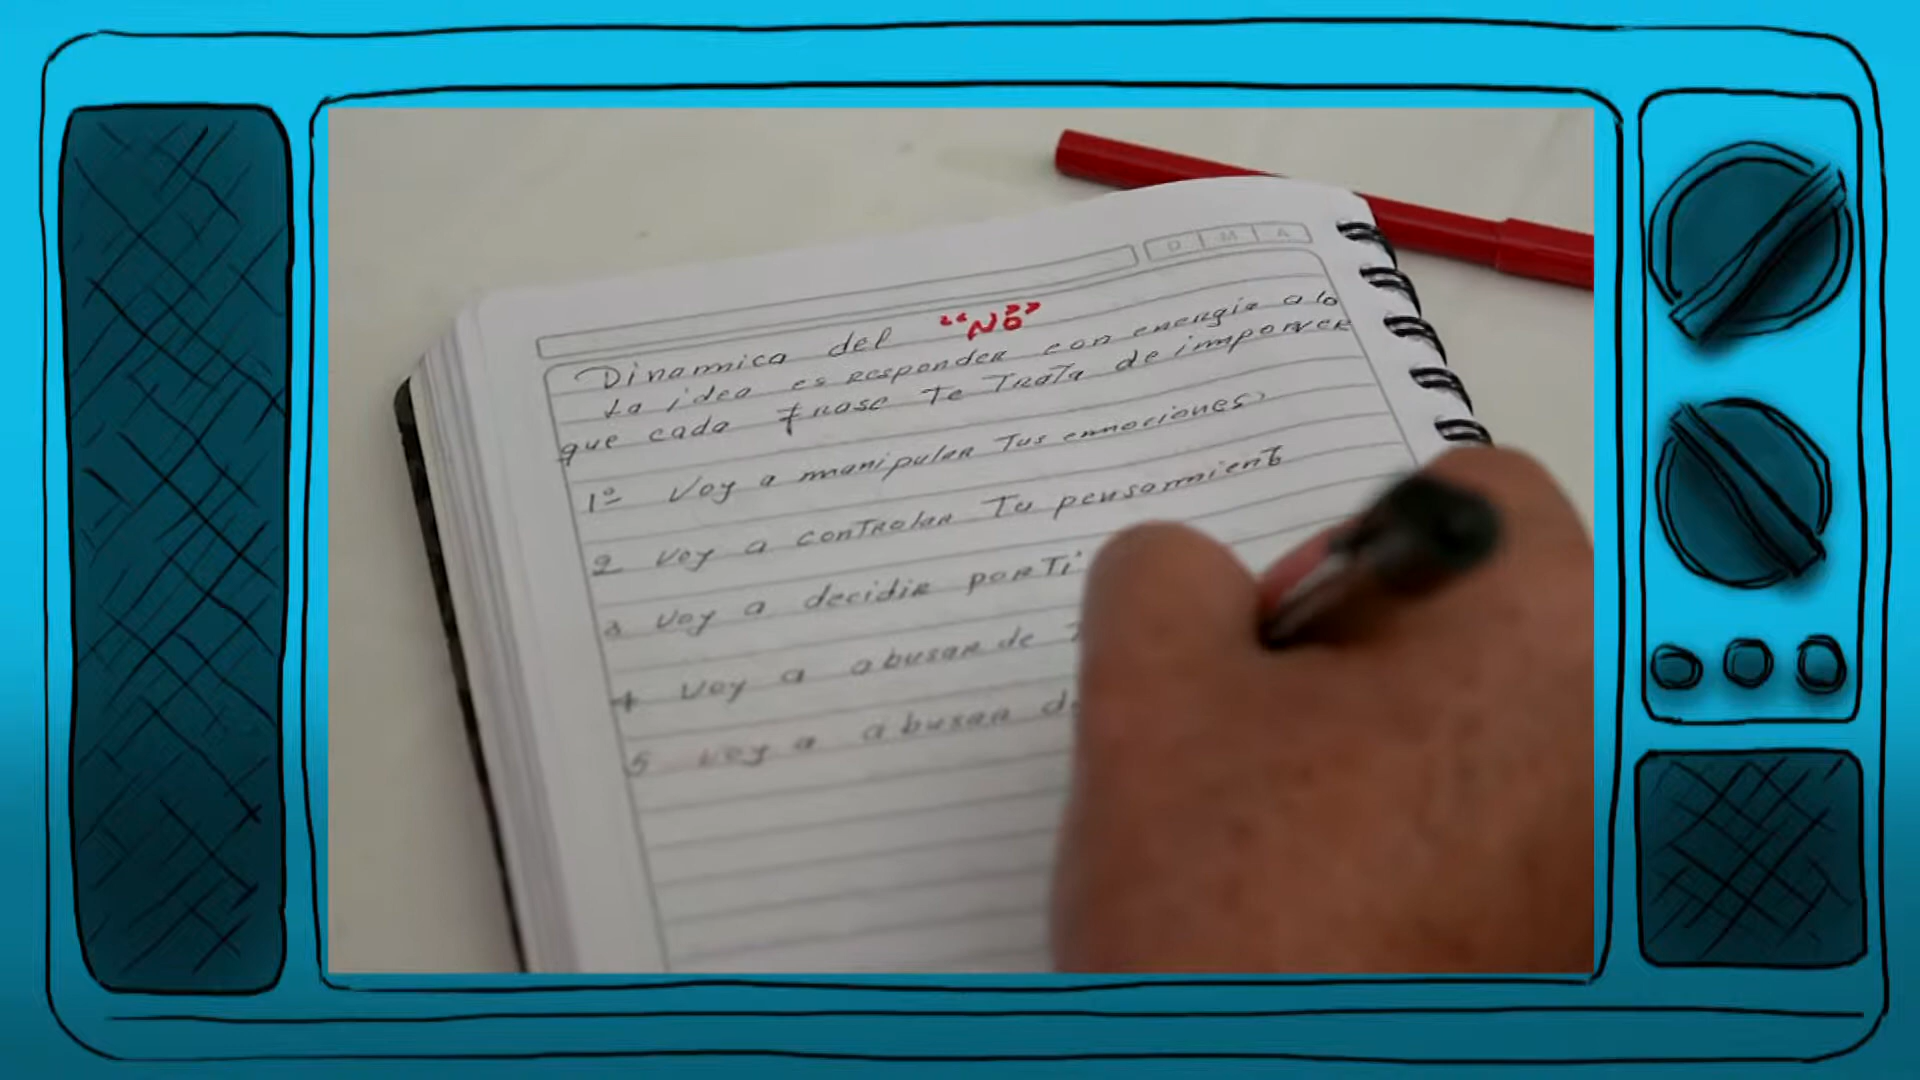 D M A
Dinamica del "NO"
La idea es responder con energia a lo
que cada frase te trata de imponer
1º Voy a manipular tus emociones,
2 Voy a controlar Tu pensamient
3 Voy a decidir por Ti
4 Voy a abusar de
5 Voy a abusar de